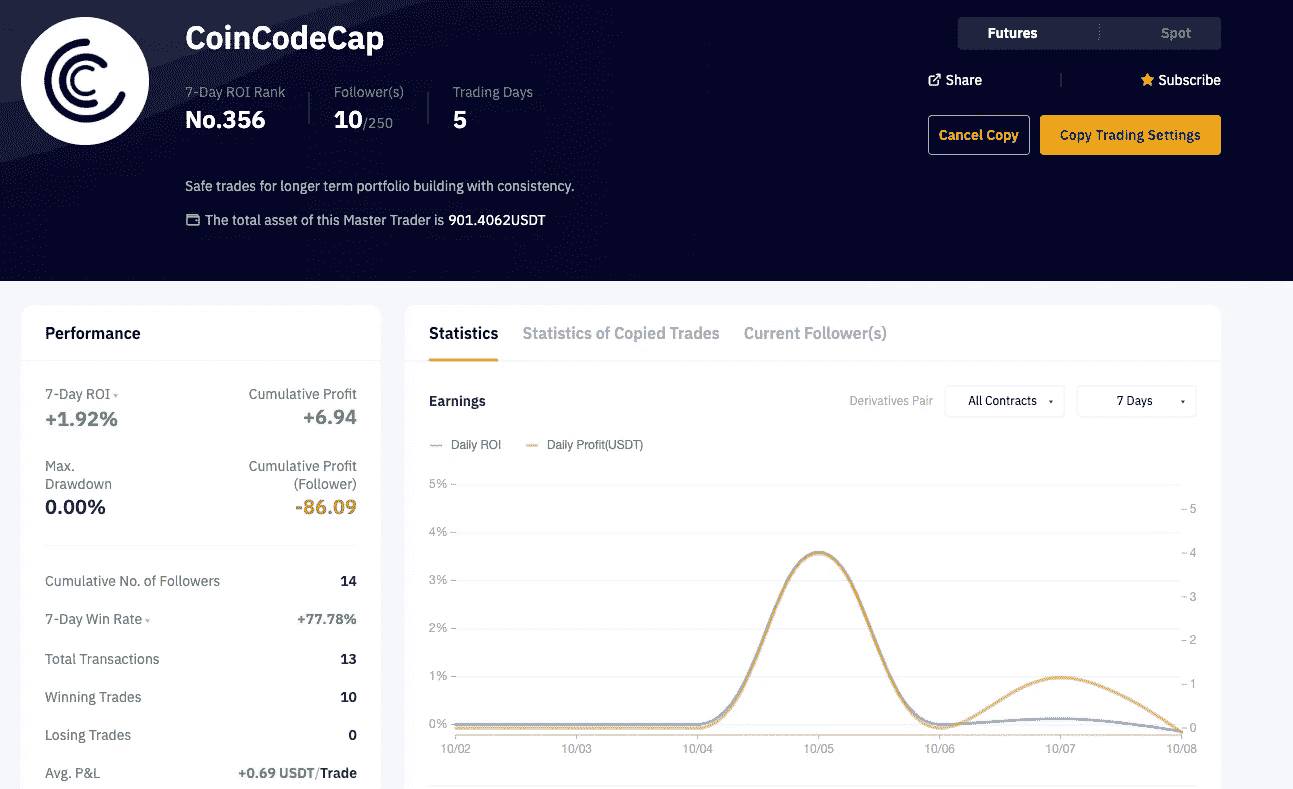 CoinCodeCap
Futures Spot
7-Day ROI Rank Follower(s) Trading Days
No.356 10/250 5
Share Subscribe
Cancel Copy Copy Trading Settings
Safe trades for longer term portfolio building with consistency.
The total asset of this Master Trader is 901.4062USDT
Performance
7-Day ROI Cumulative Profit
+1.92% +6.94
Max. Cumulative Profit
Drawdown (Follower)
0.00% -86.09
Cumulative No. of Followers 14
7-Day Win Rate +77.78%
Total Transactions 13
Winning Trades 10
Losing Trades 0
Avg. P&L +0.69 USDT/Trade
Statistics Statistics of Copied Trades Current Follower(s)
Earnings Derivatives Pair All Contracts 7 Days
Daily ROI Daily Profit(USDT)
5%
5
4%
4
3%
3
2%
2
1%
1
0% 0
10/02 10/03 10/04 10/05 10/06 10/07 10/08